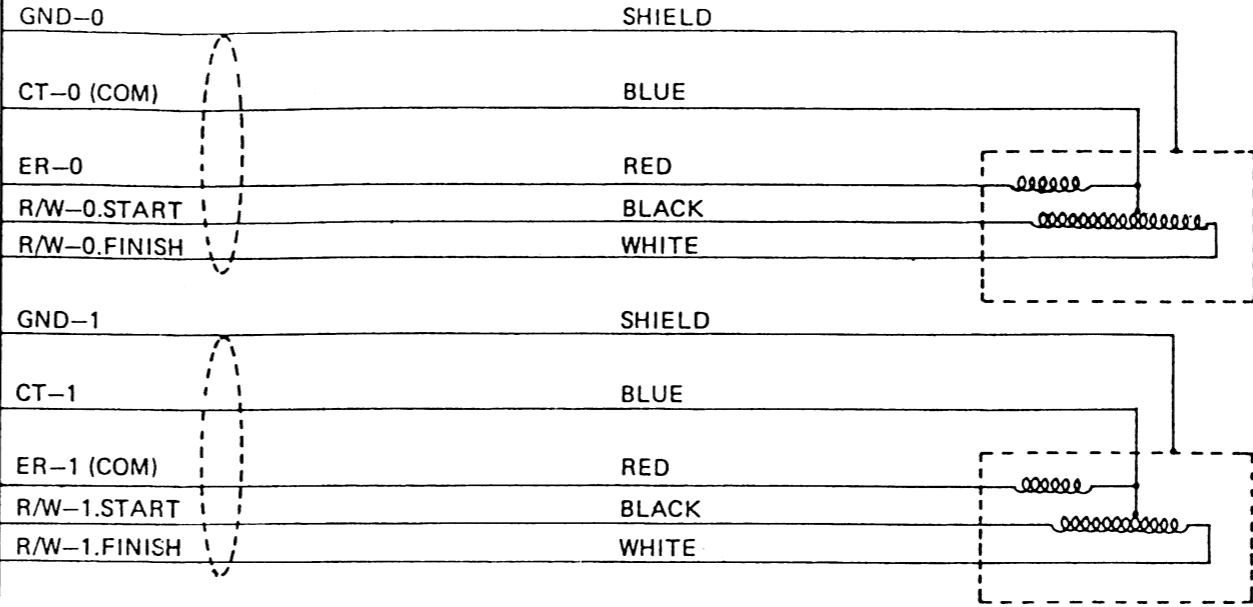 GND–0 SHIELD
CT–0 (COM) BLUE
ER–0 RED
R/W–0.START BLACK
R/W–0.FINISH WHITE
GND–1 SHIELD
CT–1 BLUE
ER–1 (COM) RED
R/W–1.START BLACK
R/W–1.FINISH WHITE